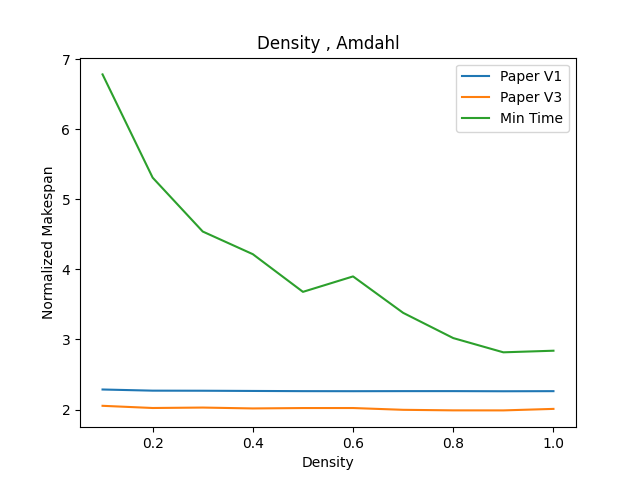 Density , Amdahl
Paper V1
Paper V3
Min Time
Normalized Makespan
7
6
5
4
3
2
0.2 0.4 0.6 0.8 1.0
Density